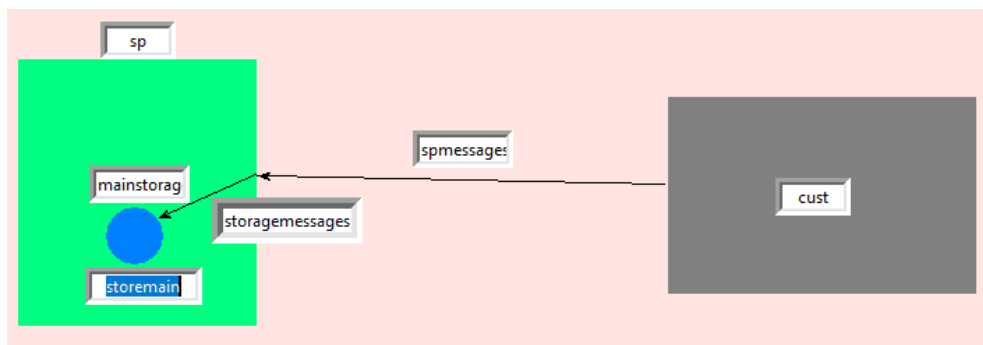 sp
spmessages
mainstorag
cust
storagemessages
storemain